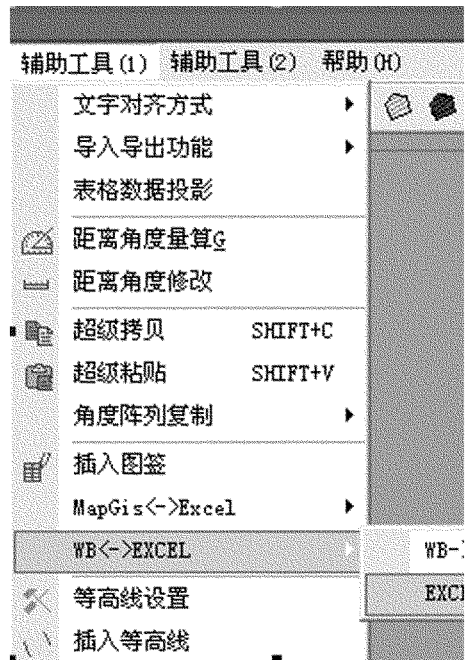 辅助工具(1) 辅助工具(2) 帮助(H)
文字对齐方式
导入导出功能
表格数据投影
距离角度量算G
距离角度修改
超级拷贝 SHIFT+C
超级粘贴 SHIFT+V
角度阵列复制
插入图签
MapGis<->Excel
WB<->EXCEL WB-
等高线设置
插入等高线